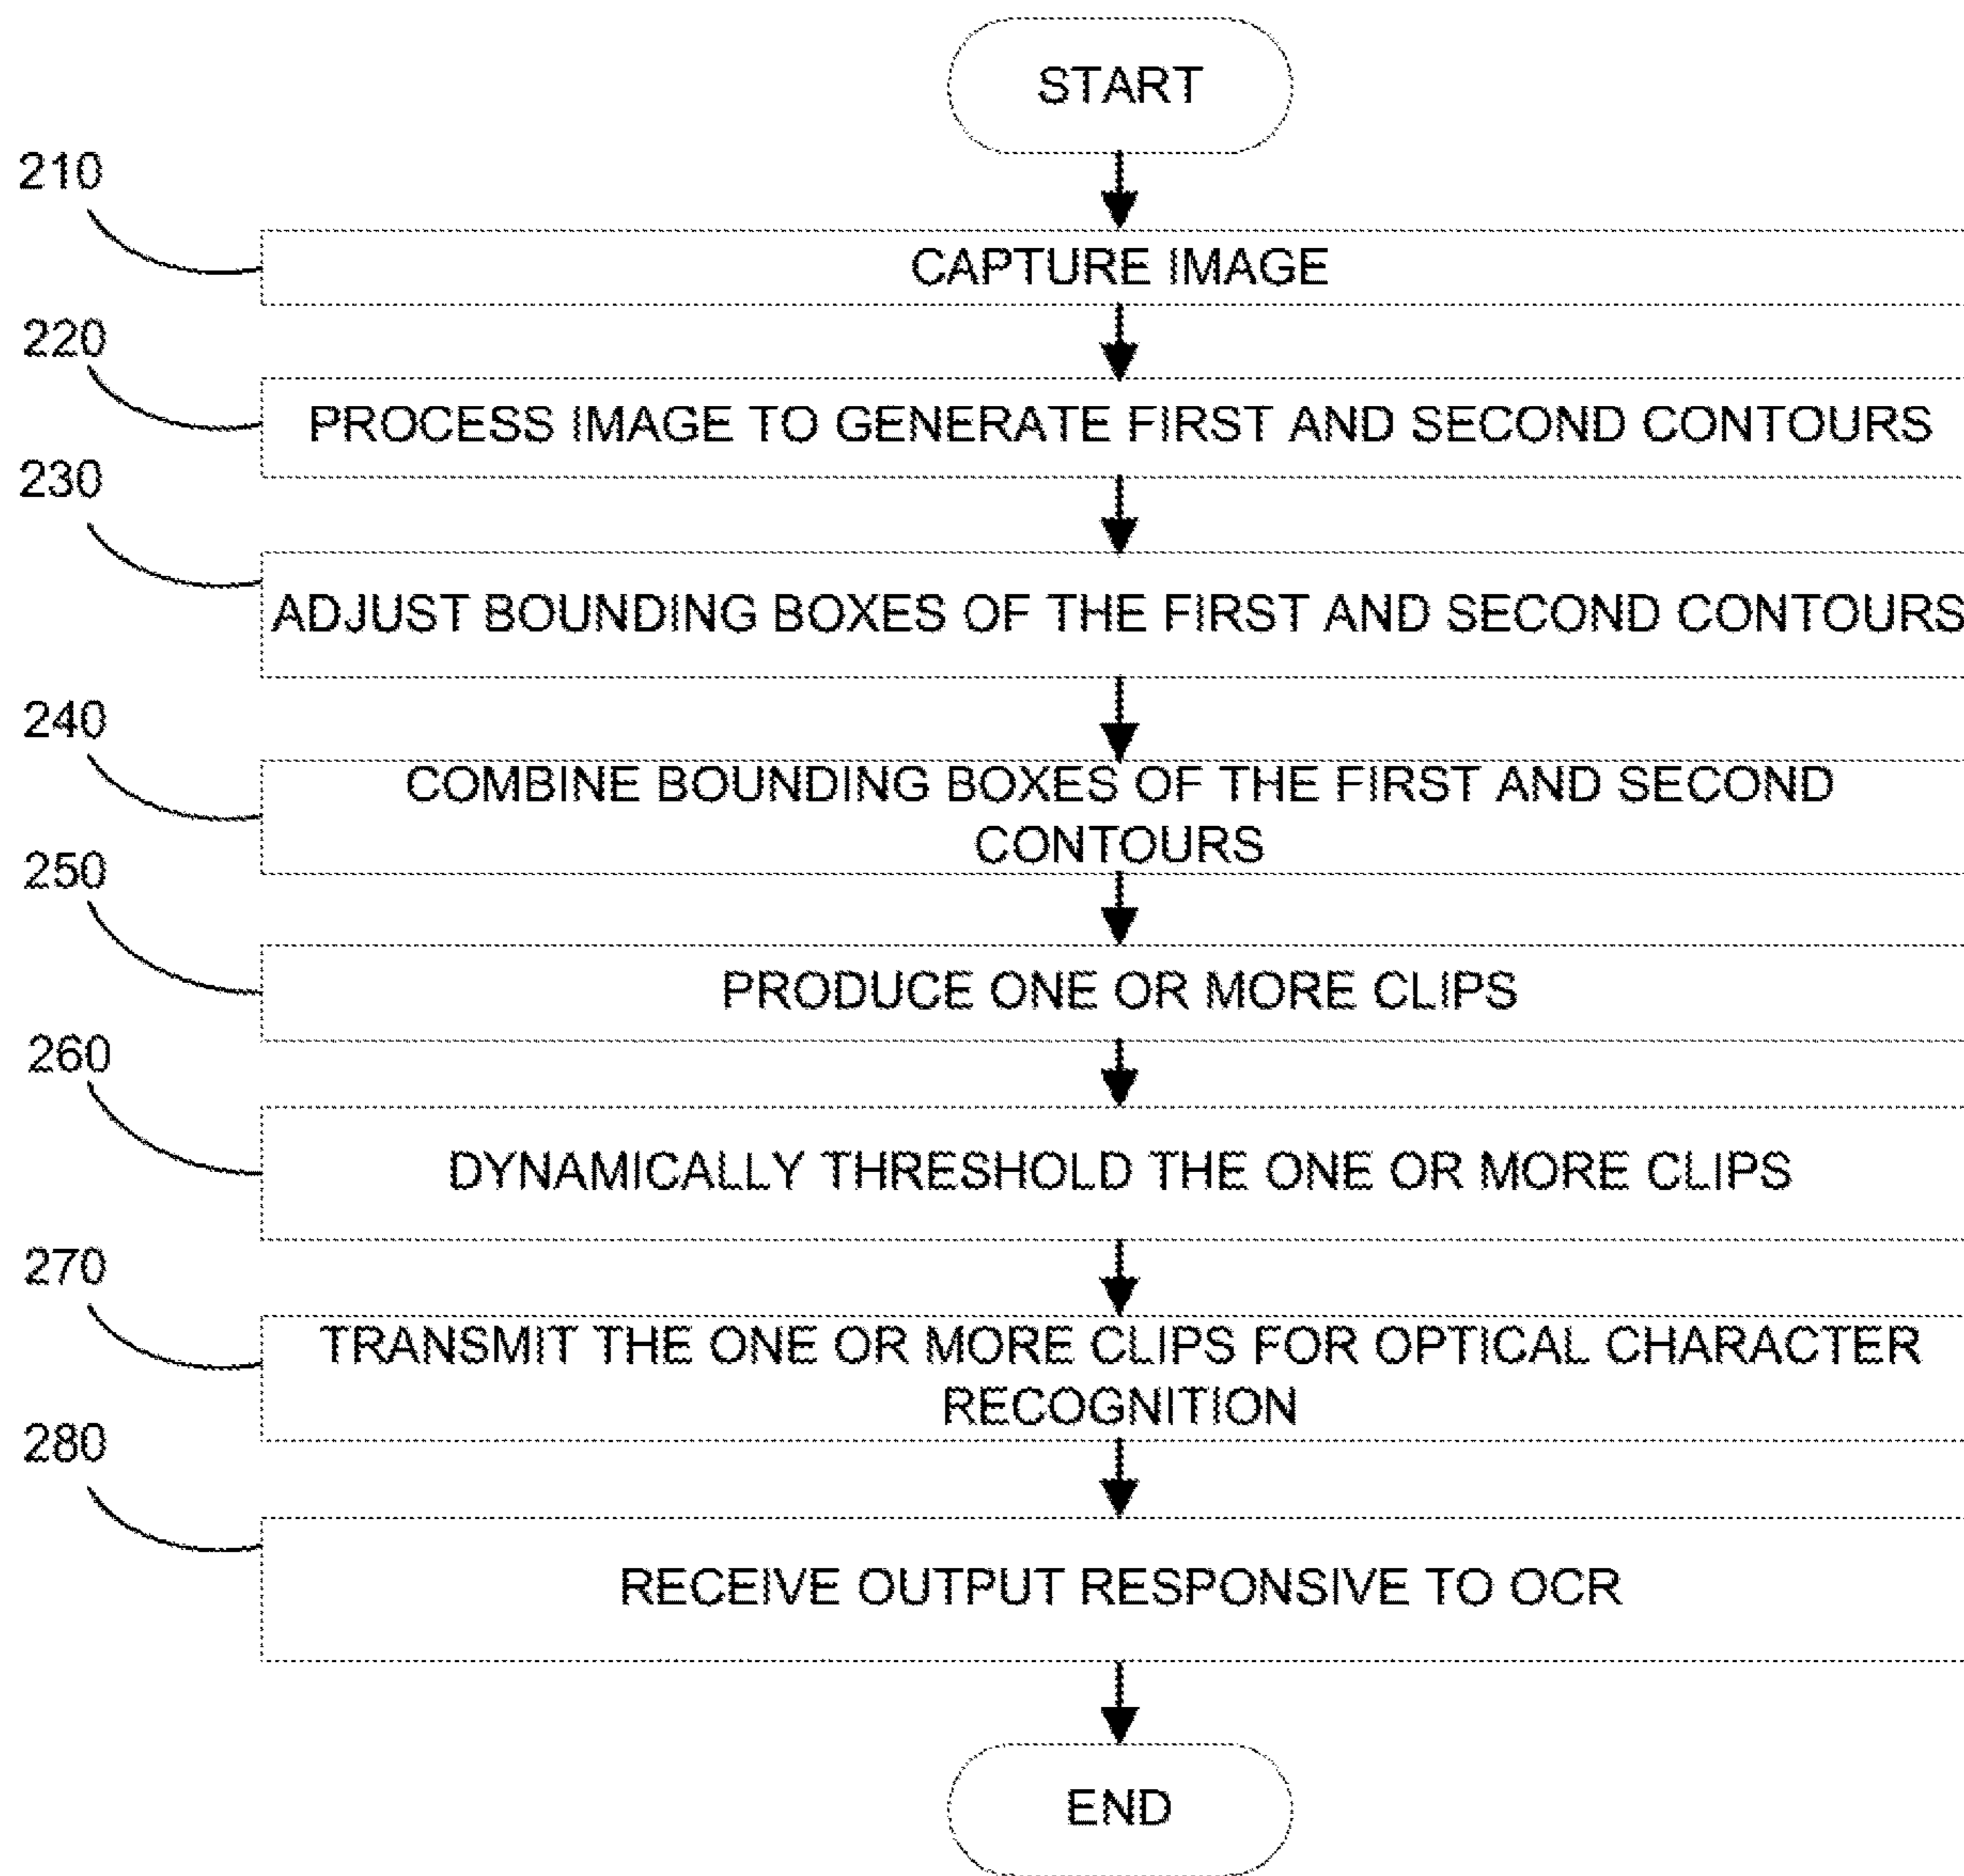 START
210
CAPTURE IMAGE
220
PROCESS IMAGE TO GENERATE FIRST AND SECOND CONTOURS
230
ADJUST BOUNDING BOXES OF THE FIRST AND SECOND CONTOURS
240
COMBINE BOUNDING BOXES OF THE FIRST AND SECOND
CONTOURS
250
PRODUCE ONE OR MORE CLIPS
260
DYNAMICALLY THRESHOLD THE ONE OR MORE CLIPS
270
TRANSMIT THE ONE OR MORE CLIPS FOR OPTICAL CHARACTER
RECOGNITION
280
RECEIVE OUTPUT RESPONSIVE TO OCR
END